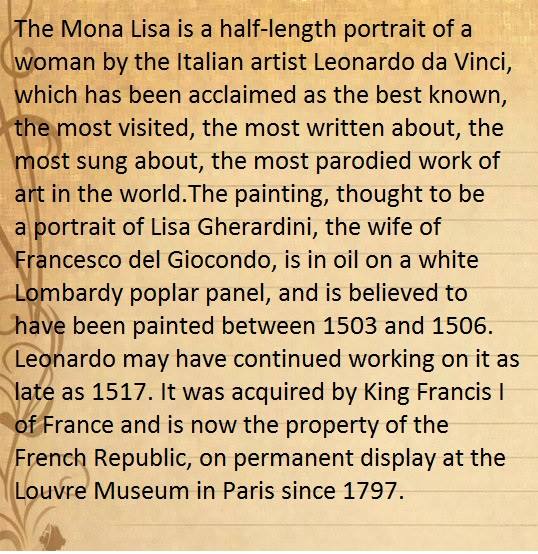 The Mona Lisa is a half-length portrait of a
woman by the Italian artist Leonardo da Vinci,
which has been acclaimed as the best known,
the most visited, the most written about, the
most sung about, the most parodied work of
art in the world.The painting, thought to be
a portrait of Lisa Gherardini, the wife of
Francesco del Giocondo, is in oil on a white
Lombardy poplar panel, and is believed to
have been painted between 1503 and 1506.
Leonardo may have continued working on it as
late as 1517. It was acquired by King Francis I
of France and is now the property of the
French Republic, on permanent display at the
Louvre Museum in Paris since 1797.